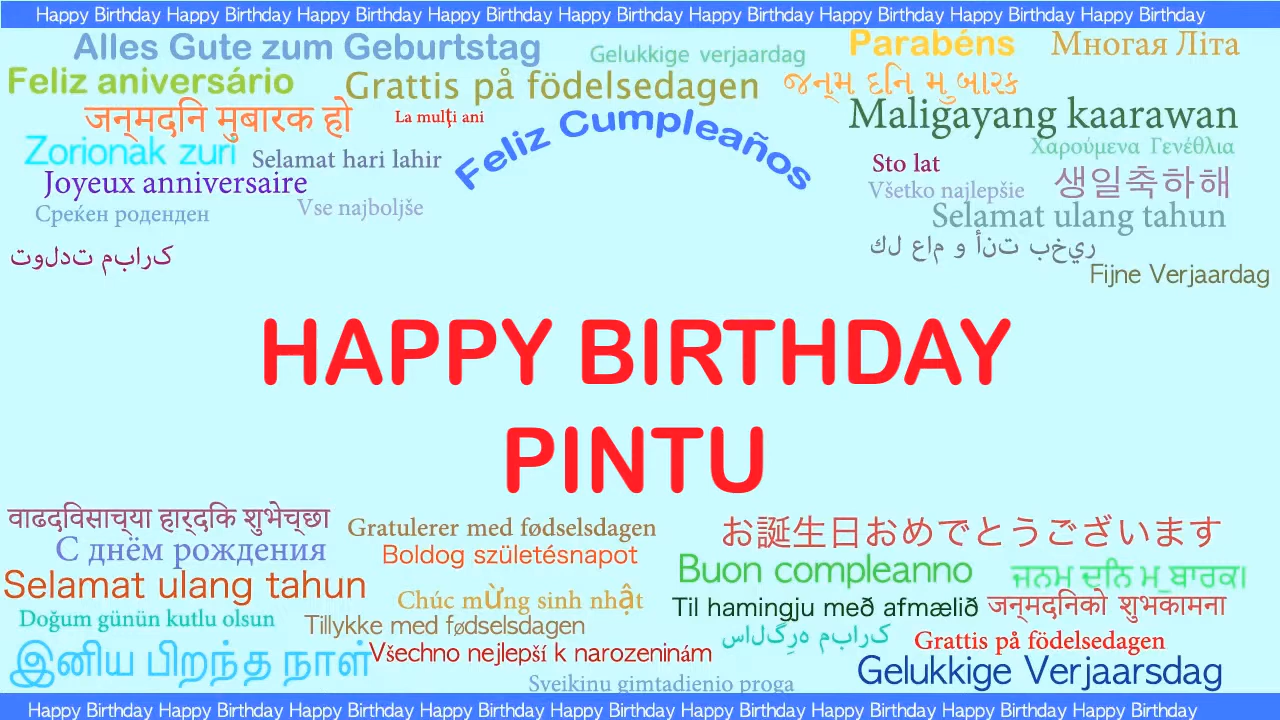 Happy Birthday Happy Birthday Happy Birthday Happy Birthday Happy Birthday Happy Birthday Happy Birthday Happy Birthday Happy Birthday
Alles Gute zum Geburtstag
Gelukkige verjaardag
Parabéns
Многая Літа
Feliz aniversário
Grattis på födelsedagen
જન્મ દિન મુબારક
जन्मदिन मुबारक हो
La mulţi ani
Feliz Cumpleaños
Maligayang kaarawan
Zorionak zuri
Selamat hari lahir
Sto lat
Χαρούμενα Γενέθλια
Joyeux anniversaire
Všetko najlepšie
생일축하해
Среќен роденден
Vse najboljše
Selamat ulang tahun
تولدت مبارک
كل عام و أنت بخير
Fijne Verjaardag
HAPPY BIRTHDAY
PINTU
वाढदिवसाच्या हार्दिक शुभेच्छा
Gratulerer med fødselsdagen
お誕生日おめでとうございます
С днём рождения
Boldog születésnapot
Buon compleanno
ਜਨਮ ਦਿਨ ਮੁਬਾਰਕ।
Selamat ulang tahun
Chúc mừng sinh nhật
Til hamingju með afmælið
जन्मदिनको शुभकामना
Doğum günün kutlu olsun
Tillykke med fødselsdagen
سالگرہ مبارک
Grattis på födelsedagen
இனிய பிறந்த நாள்
Všechno nejlepší k narozeninám
Gelukkige Verjaarsdag
Sveikinu gimtadienio proga
Happy Birthday Happy Birthday Happy Birthday Happy Birthday Happy Birthday Happy Birthday Happy Birthday Happy Birthday Happy Birthday